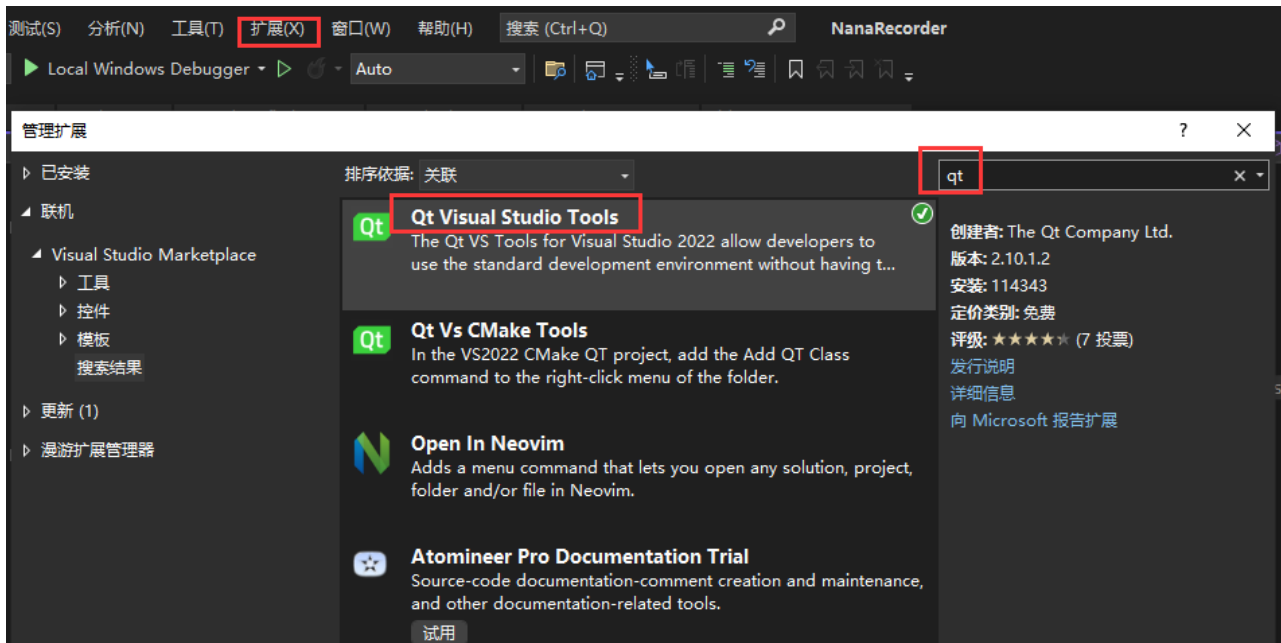 测试(S) 分析(N) 工具(T) 扩展(X) 窗口(W) 帮助(H) 搜索 (Ctrl+Q) NanaRecorder
Local Windows Debugger Auto
管理扩展
已安装
联机
Visual Studio Marketplace
工具
控件
模板
搜索结果
更新 (1)
漫游扩展管理器
排序依据: 关联
Qt
Qt Visual Studio Tools
The Qt VS Tools for Visual Studio 2022 allow developers to
use the standard development environment without having t...
Qt
Qt Vs CMake Tools
In the VS2022 CMake QT project, add the Add QT Class
command to the right-click menu of the folder.
Open In Neovim
Adds a menu command that lets you open any solution, project,
folder and/or file in Neovim.
Atomineer Pro Documentation Trial
Source-code documentation-comment creation and maintenance,
and other documentation-related tools.
试用
qt
创建者: The Qt Company Ltd.
版本: 2.10.1.2
安装: 114343
定价类别: 免费
评级: ★★★★★ (7 投票)
发行说明
详细信息
向 Microsoft 报告扩展